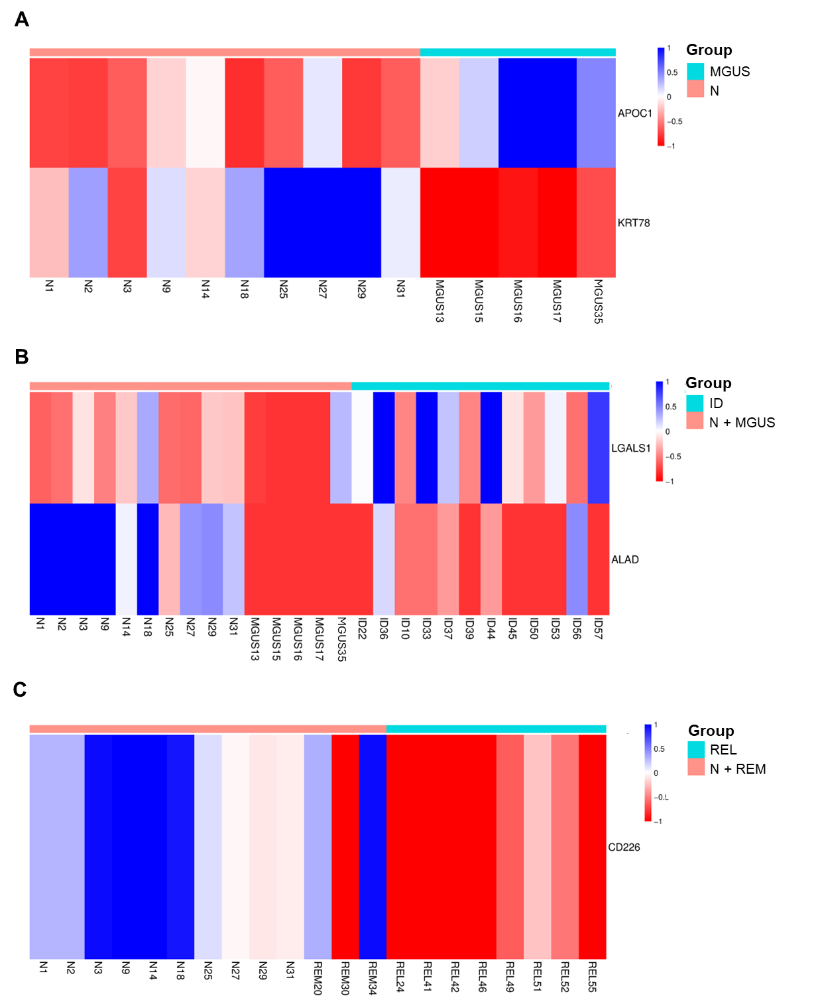 A
Group
MGUS
N
1
0.5
0
−0.5
−1
APOC1
KRT78
N1 N2 N3 N9 N14 N18 N25 N27 N29 N31 MGUS13 MGUS15 MGUS16 MGUS17 MGUS35
B
Group
ID
N + MGUS
1
0.5
0
−0.5
−1
LGALS1
ALAD
N1 N2 N3 N9 N14 N18 N25 N27 N29 N31 MGUS13 MGUS15 MGUS16 MGUS17 MGUS35 ID22 ID36 ID10 ID33 ID37 ID39 ID44 ID45 ID50 ID53 ID56 ID57
C
Group
REL
N + REM
1
0.5
0
−0.5
−1
CD226
N1 N2 N3 N9 N14 N18 N25 N27 N29 N31 REM20 REM30 REM34 REL24 REL41 REL42 REL46 REL49 REL51 REL52 REL55